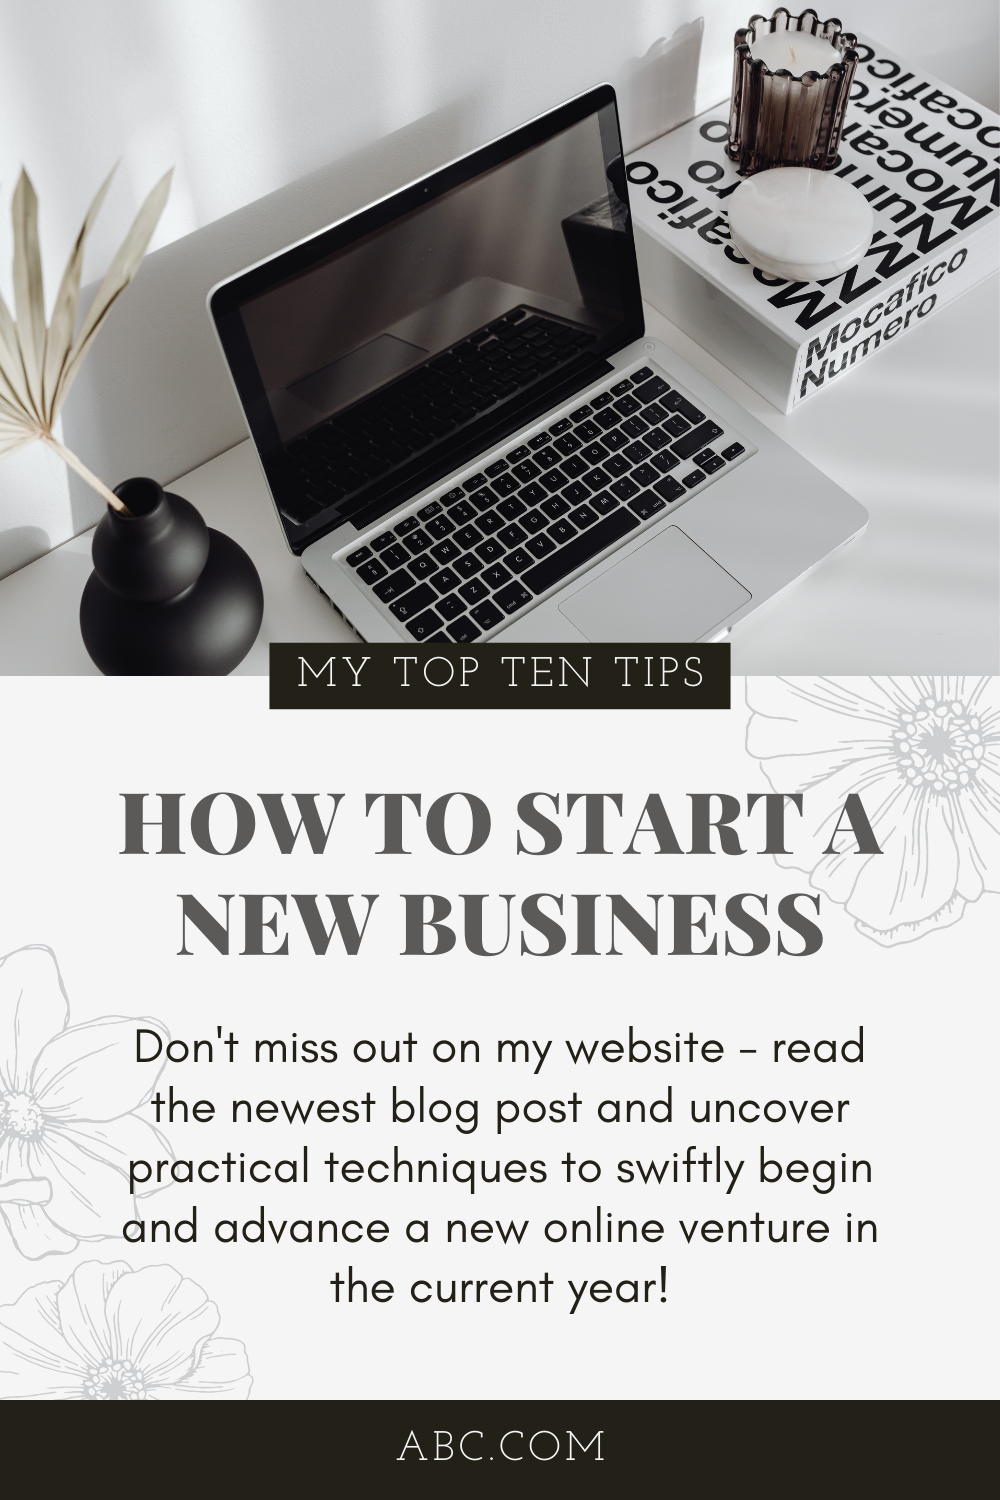 Mocafico
Numero
MY TOP TEN TIPS
HOW TO START A
NEW BUSINESS
Don't miss out on my website – read
the newest blog post and uncover
practical techniques to swiftly begin
and advance a new online venture in
the current year!
ABC.COM